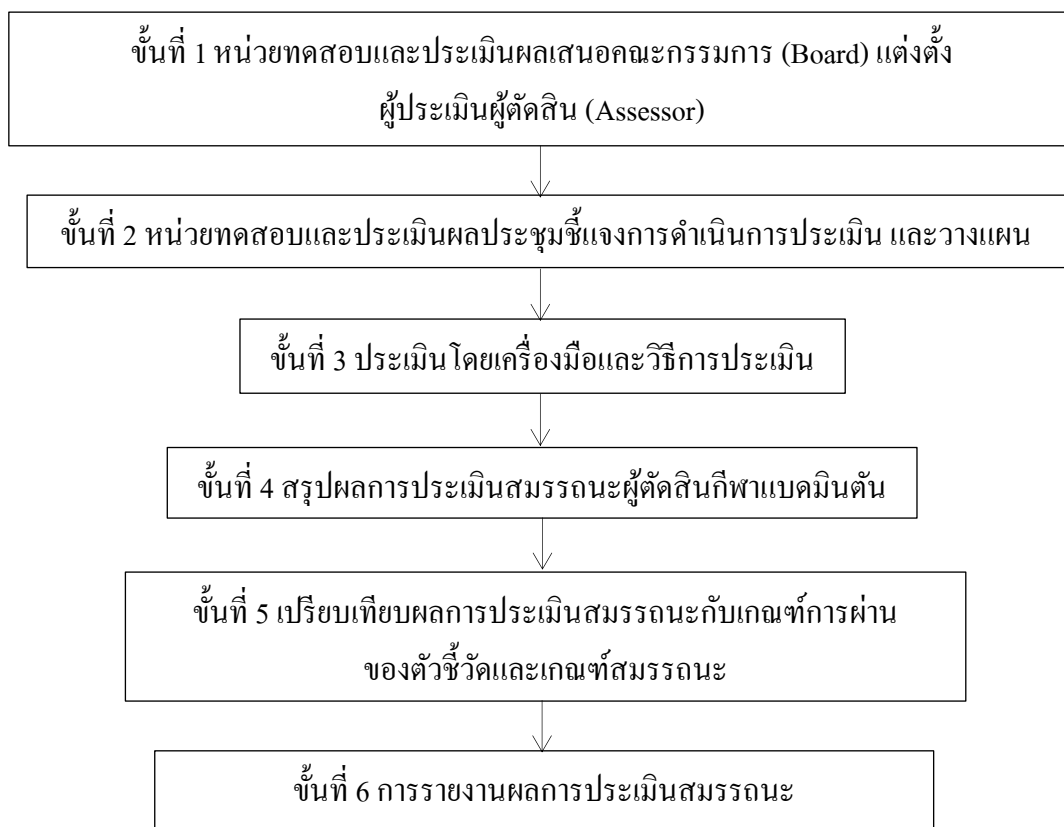 ขั้นที่ 1 หน่วยทดสอบและประเมินผลเสนอคณะกรรมการ (Board) แต่งตั้ง
ผู้ประเมินผู้ตัดสิน (Assessor)
ขั้นที่ 2 หน่วยทดสอบและประเมินผลประชุมชี้แจงการดำเนินการประเมิน และวางแผน
ขั้นที่ 3 ประเมินโดยเครื่องมือและวิธีการประเมิน
ขั้นที่ 4 สรุปผลการประเมินสมรรถนะผู้ตัดสินกีฬาแบดมินตัน
ขั้นที่ 5 เปรียบเทียบผลการประเมินสมรรถนะกับเกณฑ์การผ่าน
ของตัวชี้วัดและเกณฑ์สมรรถนะ
ขั้นที่ 6 การรายงานผลการประเมินสมรรถนะ